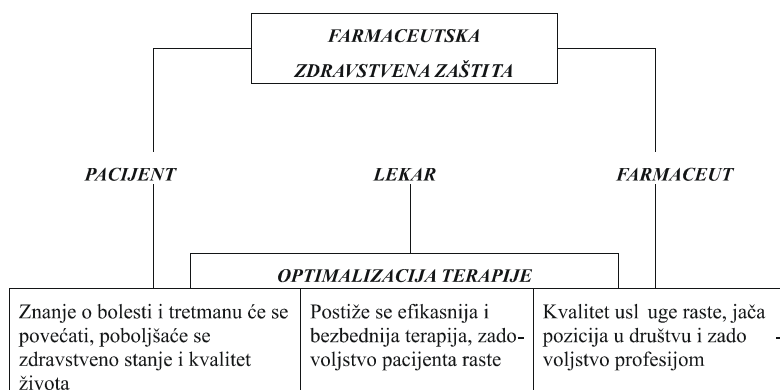 FARMACEUTSKA
ZDRAVSTVENA ZAŠTITA
PACIJENT
LEKAR
FARMACEUT
OPTIMALIZACIJA TERAPIJE
Znanje o bolesti i tretmanu će se
povećati, poboljšaće se
zdravstveno stanje i kvalitet
života
Postiže se efikasnija i
bezbednija terapija, zado-
voljstvo pacijenta raste
Kvalitet usl uge raste, jača
pozicija u društvu i zado -
voljstvo profesijom